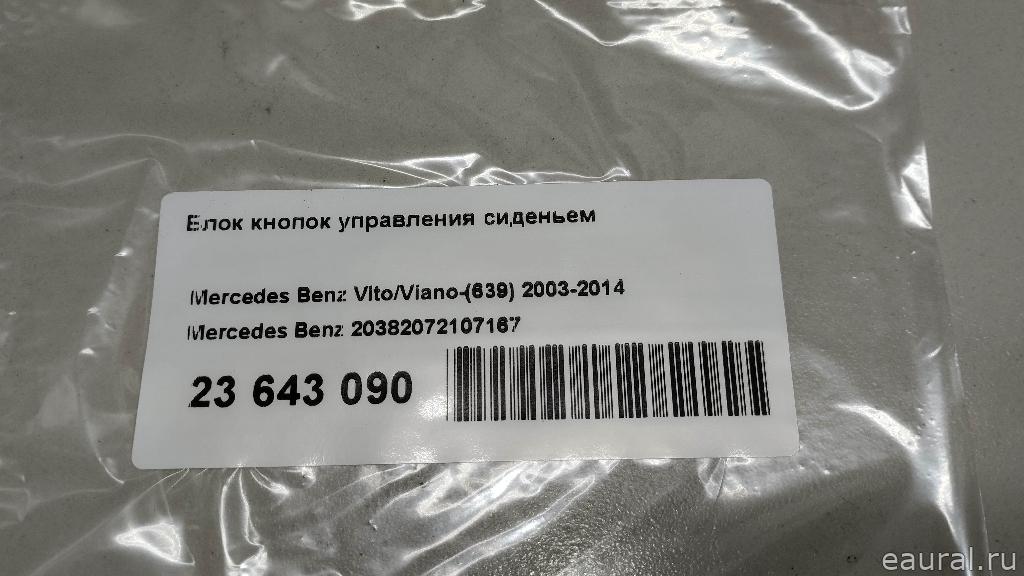 Блок кнопок управления сиденьем
Mercedes Benz Vito/Viano-(639) 2003-2014
Mercedes Benz 20382072107167
23 643 090
eaural.ru